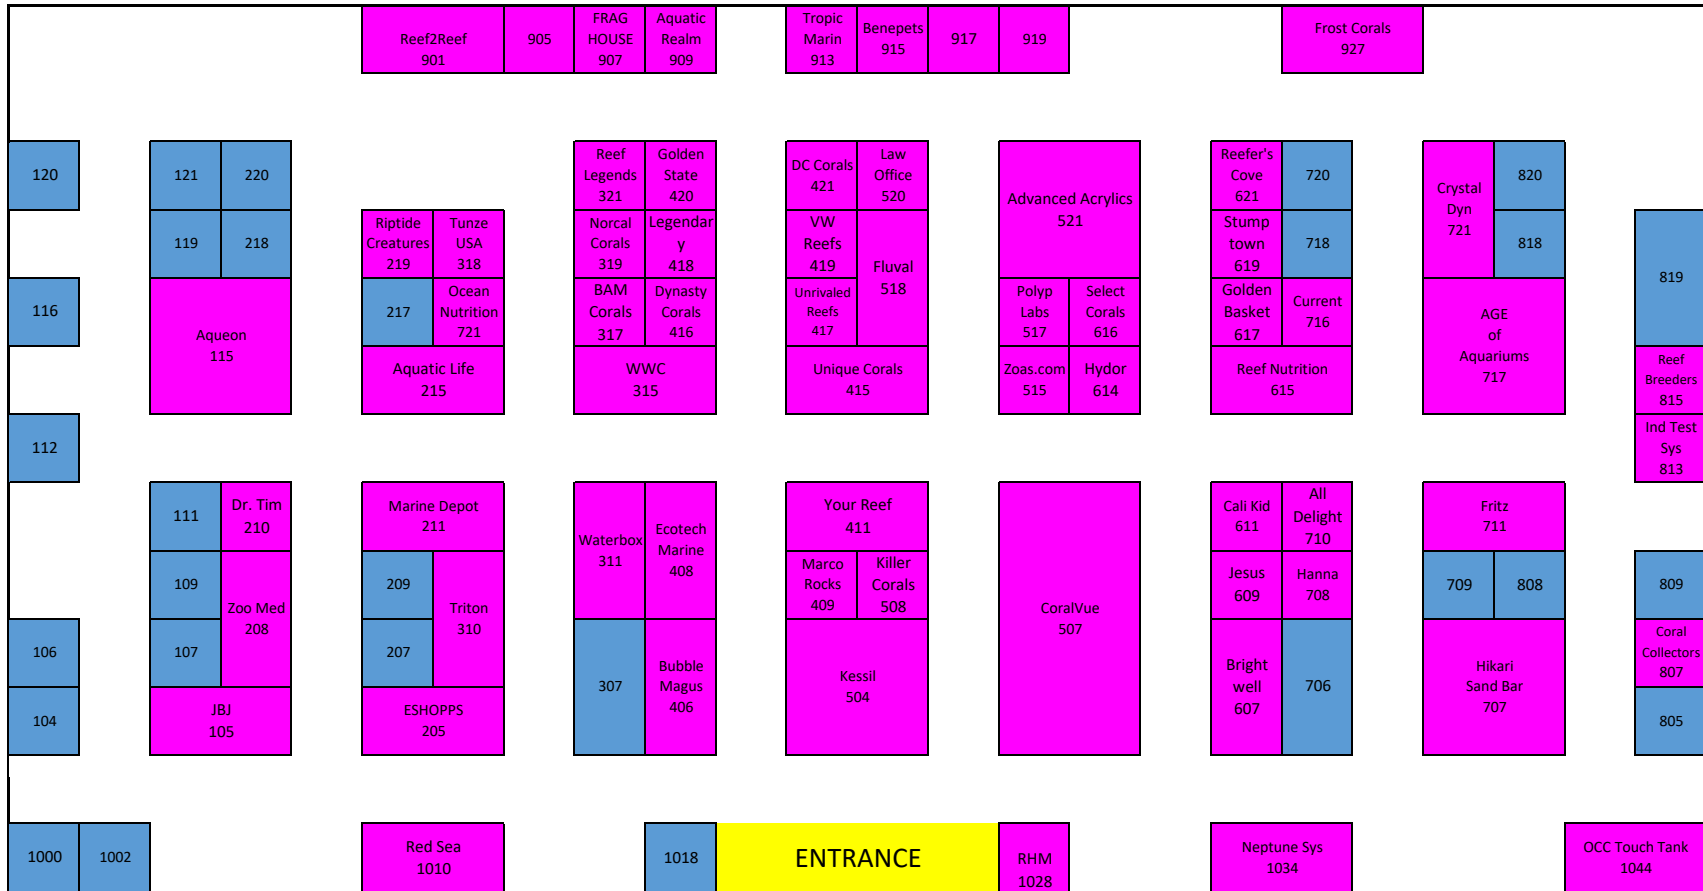 Reef2Reef
901
905
FRAG
HOUSE
907
Aquatic
Realm
909
Tropic
Marin
913
Benepets
915
917
919
Frost Corals
927
120
121
220
Reef
Legends
321
Golden
State
420
DC Corals
421
Law
Office
520
Advanced Acrylics
521
Reefer's
Cove
621
720
Crystal
Dyn
721
820
119
218
Riptide
Creatures
219
Tunze
USA
318
Norcal
Corals
319
Legendar
y
418
VW
Reefs
419
Fluval
518
Stump
town
619
718
818
819
116
Aqueon
115
217
Ocean
Nutrition
721
BAM
Corals
317
Dynasty
Corals
416
Unrivaled
Reefs
417
Polyp
Labs
517
Select
Corals
616
Golden
Basket
617
Current
716
AGE
of
Aquariums
717
Aquatic Life
215
WWC
315
Unique Corals
415
Zoas.com
515
Hydor
614
Reef Nutrition
615
Reef
Breeders
815
112
Ind Test
Sys
813
111
Dr. Tim
210
Marine Depot
211
Waterbox
311
Ecotech
Marine
408
Your Reef
411
CoralVue
507
Cali Kid
611
All
Delight
710
Fritz
711
109
Zoo Med
208
209
Triton
310
Marco
Rocks
409
Killer
Corals
508
Jesus
609
Hanna
708
709
808
809
106
107
207
307
Bubble
Magus
406
Kessil
504
Bright
well
607
706
Hikari
Sand Bar
707
Coral
Collectors
807
104
JBJ
105
ESHOPPS
205
805
1000
1002
Red Sea
1010
1018
ENTRANCE
RHM
1028
Neptune Sys
1034
OCC Touch Tank
1044